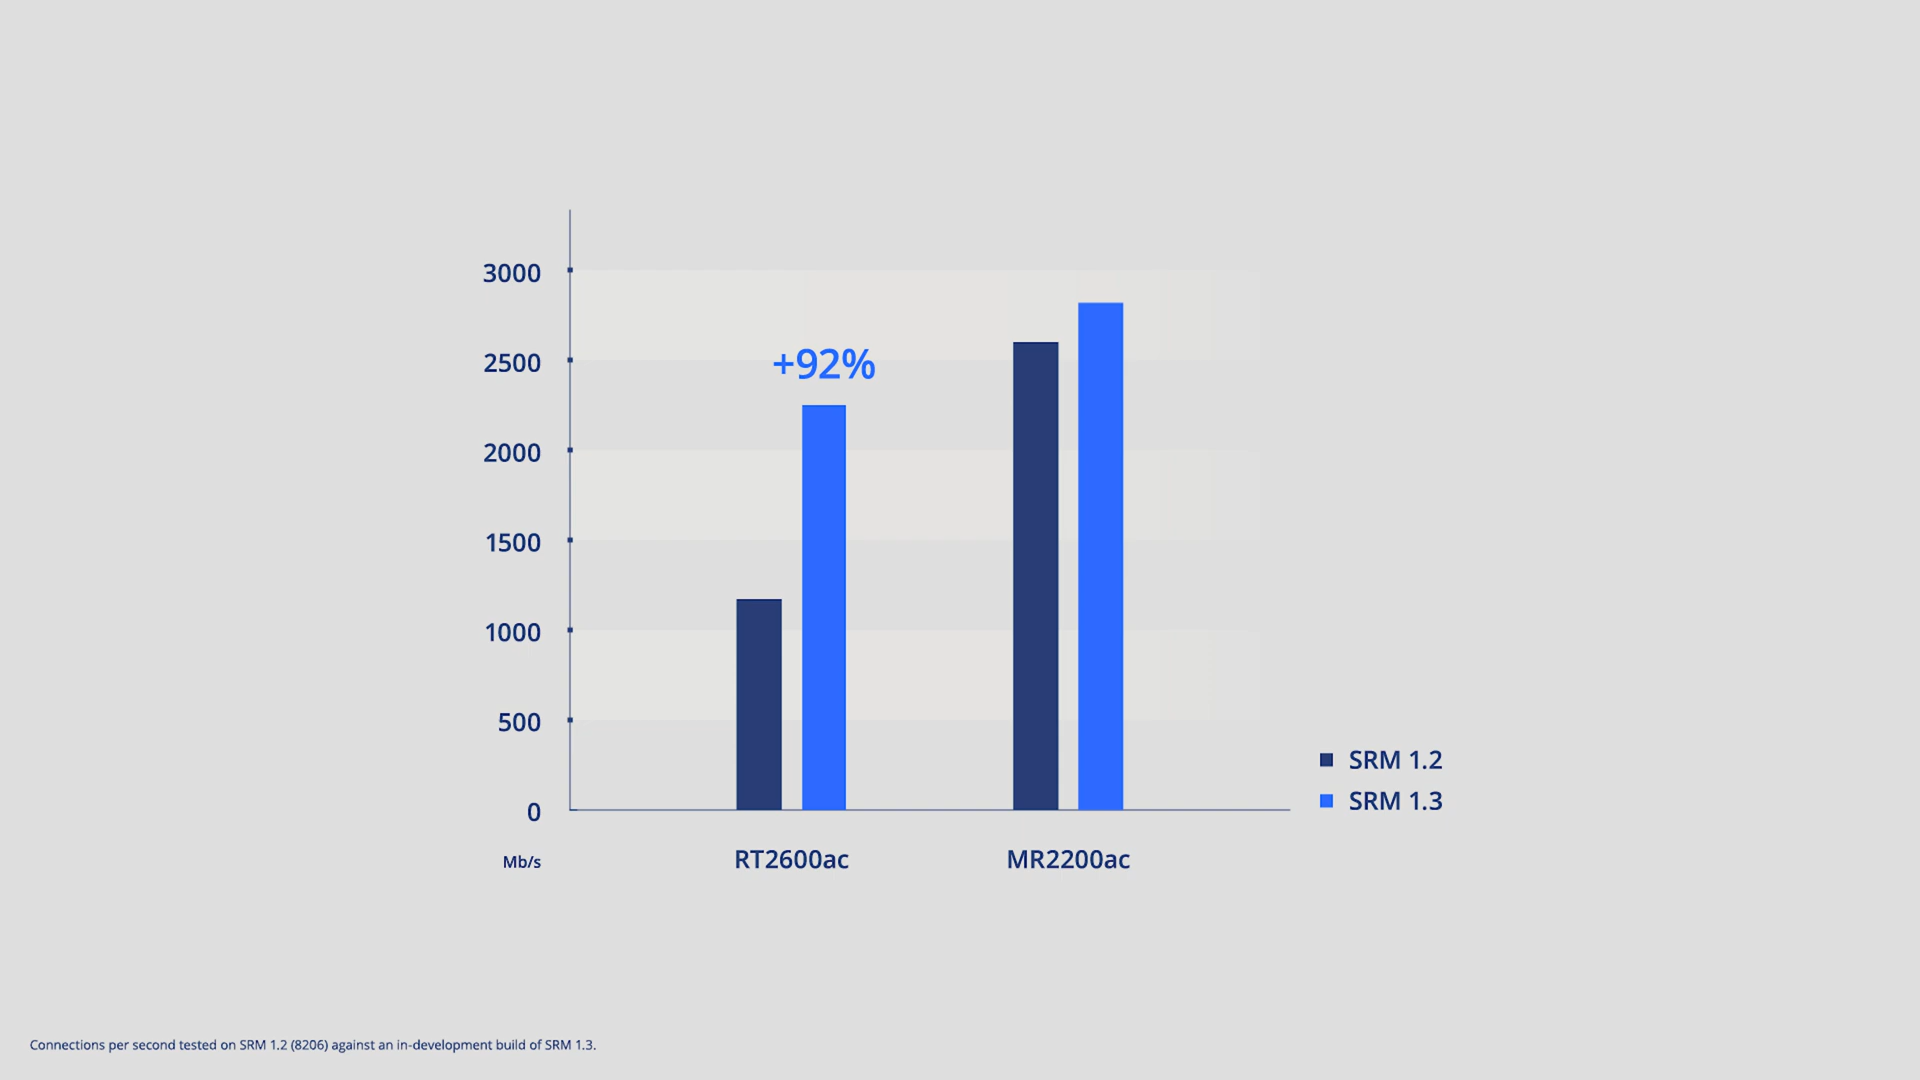 3000
+92%
2500
2000
1500
1000
500
0
SRM 1.2
SRM 1.3
Mb/s
RT2600ac
MR2200ac
Connections per second tested on SRM 1.2 (8206) against an in-development build of SRM 1.3.